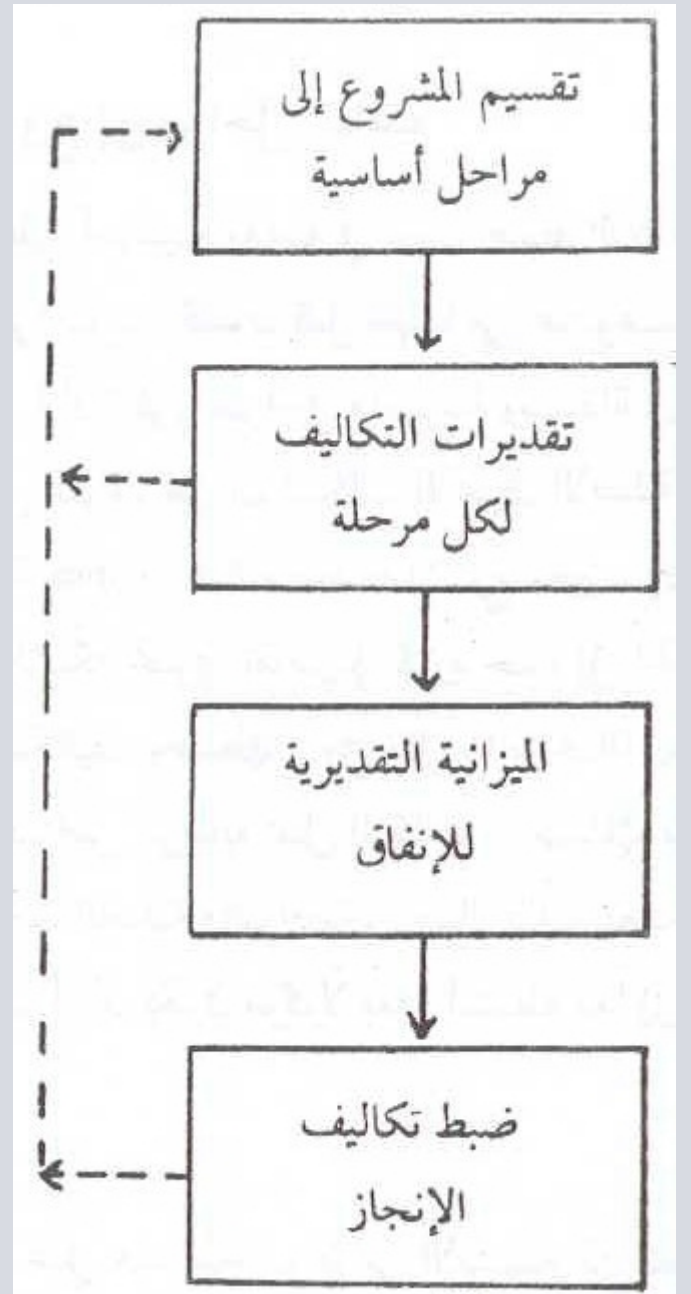 تقسيم المشروع إلى
مراحل أساسية
تقديرات التكاليف
لكل مرحلة
الميزانية التقديرية
للإنفاق
ضبط تكاليف
الإنجاز